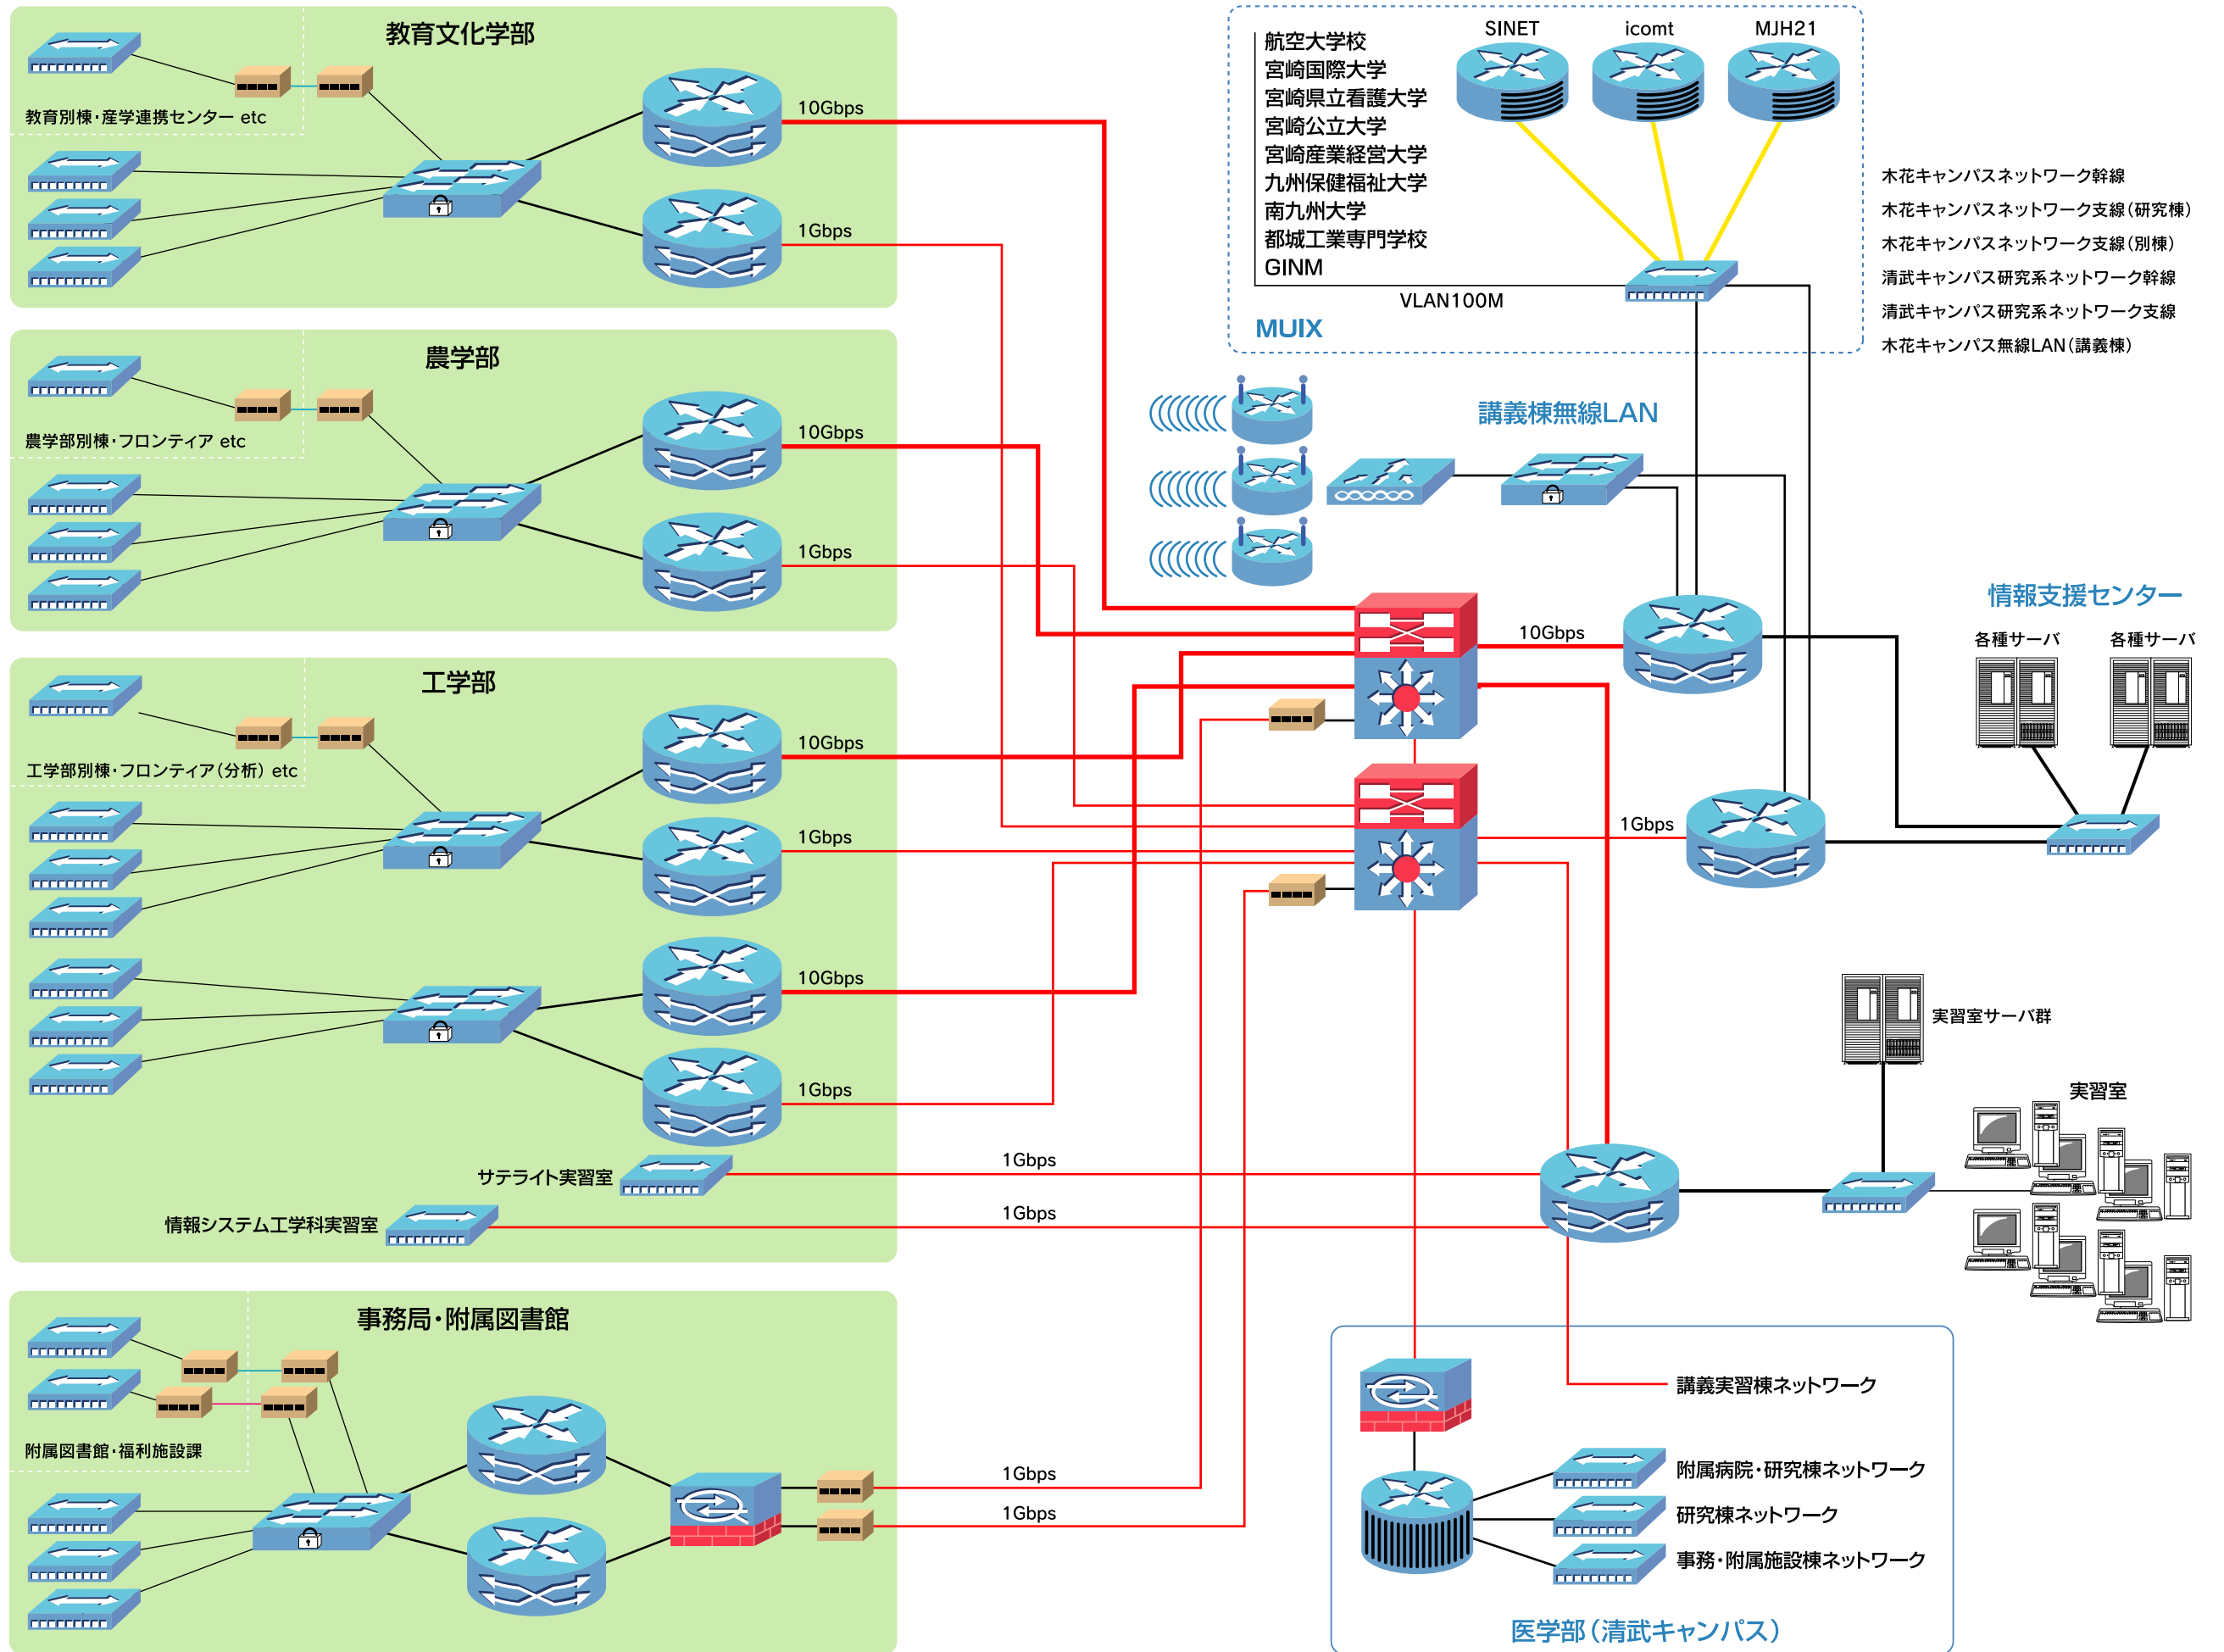 教育文化学部
教育別棟・産学連携センター etc
10Gbps
1Gbps
農学部
農学部別棟・フロンティア etc
10Gbps
1Gbps
工学部
工学部別棟・フロンティア(分析) etc
10Gbps
1Gbps
10Gbps
1Gbps
サテライト実習室
1Gbps
情報システム工学科実習室
1Gbps
事務局・附属図書館
附属図書館・福利施設課
1Gbps
1Gbps
航空大学校
宮崎国際大学
宮崎県立看護大学
宮崎公立大学
宮崎産業経営大学
九州保健福祉大学
南九州大学
都城工業専門学校
GINM
SINET
icomt
MJH21
VLAN100M
MUIX
木花キャンパスネットワーク幹線
木花キャンパスネットワーク支線(研究棟)
木花キャンパスネットワーク支線(別棟)
清武キャンパス研究系ネットワーク幹線
清武キャンパス研究系ネットワーク支線
木花キャンパス無線LAN(講義棟)
講義棟無線LAN
10Gbps
1Gbps
情報支援センター
各種サーバ
各種サーバ
実習室サーバ群
実習室
講義実習棟ネットワーク
附属病院・研究棟ネットワーク
研究棟ネットワーク
事務・附属施設棟ネットワーク
医学部(清武キャンパス)